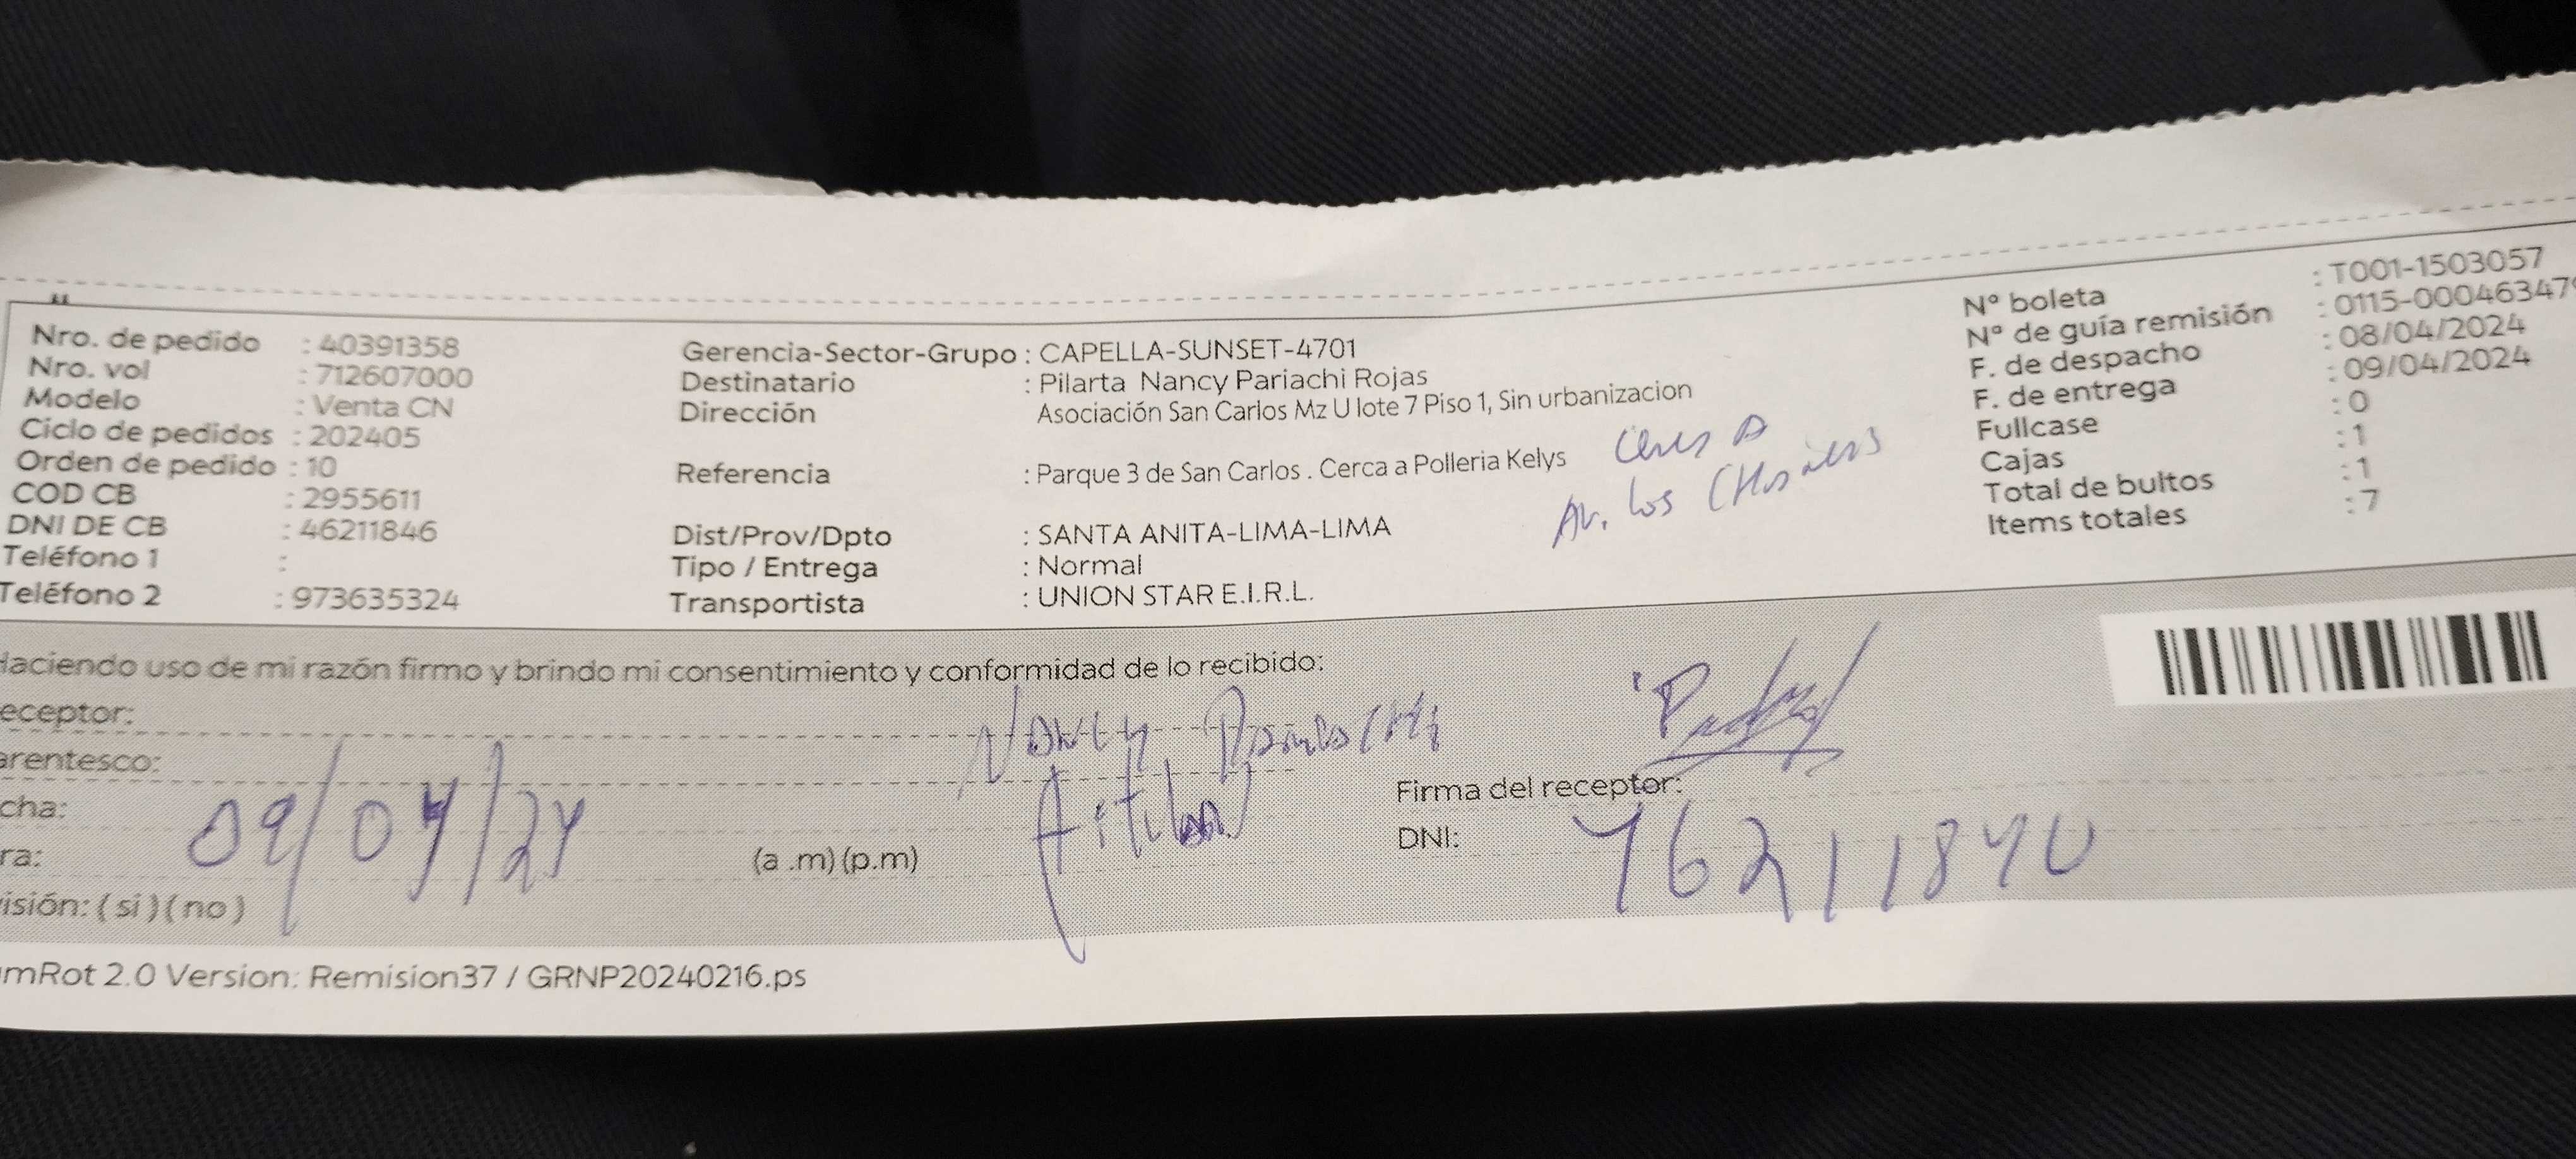 Nro. de pedido : 40391358
Nro. vol : 712607000
Modelo : Venta CN
Ciclo de pedidos : 202405
Orden de pedido : 10
COD CB : 2955611
DNI DE CB : 46211846
Teléfono 1 :
Teléfono 2 : 973635324
Gerencia-Sector-Grupo : CAPELLA-SUNSET-4701
Destinatario : Pilarta Nancy Pariachi Rojas
Dirección Asociación San Carlos Mz U lote 7 Piso 1, Sin urbanizacion
Referencia : Parque 3 de San Carlos . Cerca a Polleria Kelys
Av. Los
Dist/Prov/Dpto : SANTA ANITA-LIMA-LIMA
Tipo / Entrega : Normal
Transportista : UNION STAR E.I.R.L.
Nº boleta : T001-1503057
Nº de guía remisión : 0115-000463479
F. de despacho : 08/04/2024
F. de entrega : 09/04/2024
Fullcase : 0
Cajas : 1
Total de bultos : 1
Items totales : 7
Haciendo uso de mi razón firmo y brindo mi consentimiento y conformidad de lo recibido:
eceptor: Nancy
arentesco:
cha: 09/04/24
ra: (a .m) (p.m)
isión: ( si ) ( no )
Firma del receptor:
DNI: 46211840
mRot 2.0 Version: Remision37 / GRNP20240216.ps